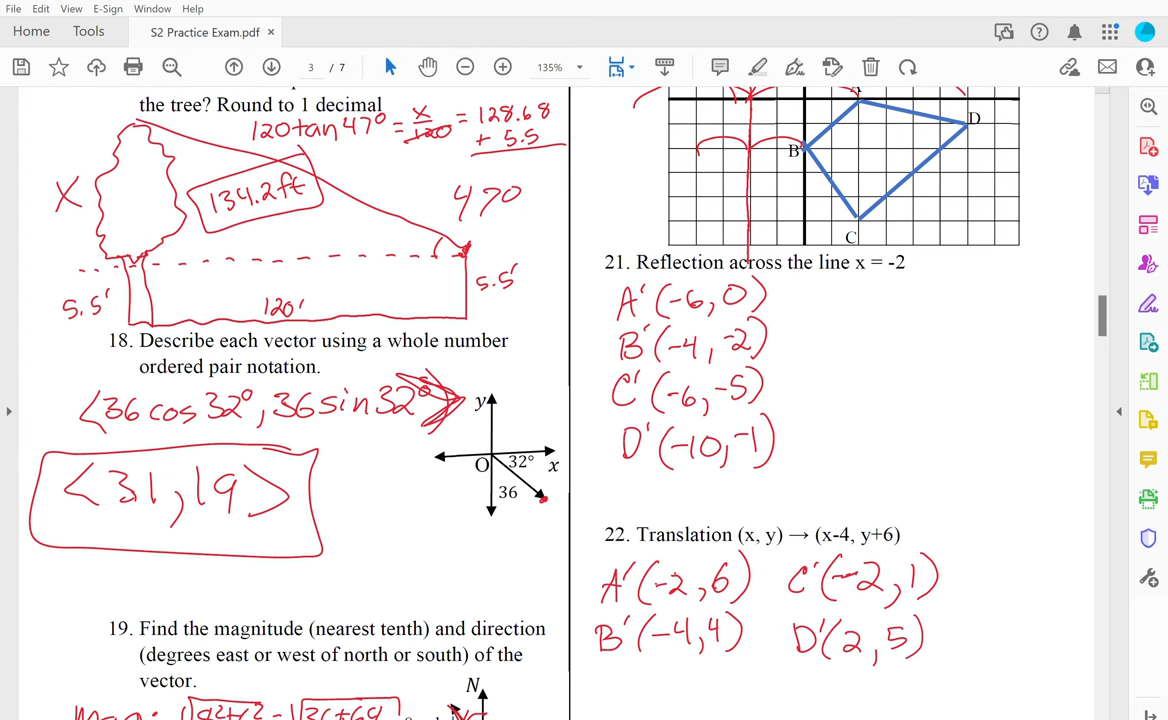 File Edit View E-Sign Window Help
Home Tools S2 Practice Exam.pdf ×
3 / 7 135%
the tree? Round to 1 decimal
120tan47° = x/120 = 128.68
+ 5.5
X
134.2ft
470
5.5'
5.5'
120'
18. Describe each vector using a whole number
ordered pair notation.
<36 cos 32°, 36 sin 32°>
<31, 19>
y
O 32° x
36
19. Find the magnitude (nearest tenth) and direction
(degrees east or west of north or south) of the
vector.
N
A
D
B
C
21. Reflection across the line x = -2
A'(-6, 0)
B'(-4, -2)
C'(-6, -5)
D'(-10, -1)
22. Translation (x, y) → (x-4, y+6)
A'(-2, 6) C'(-2, 1)
B'(-4, 4) D'(2, 5)